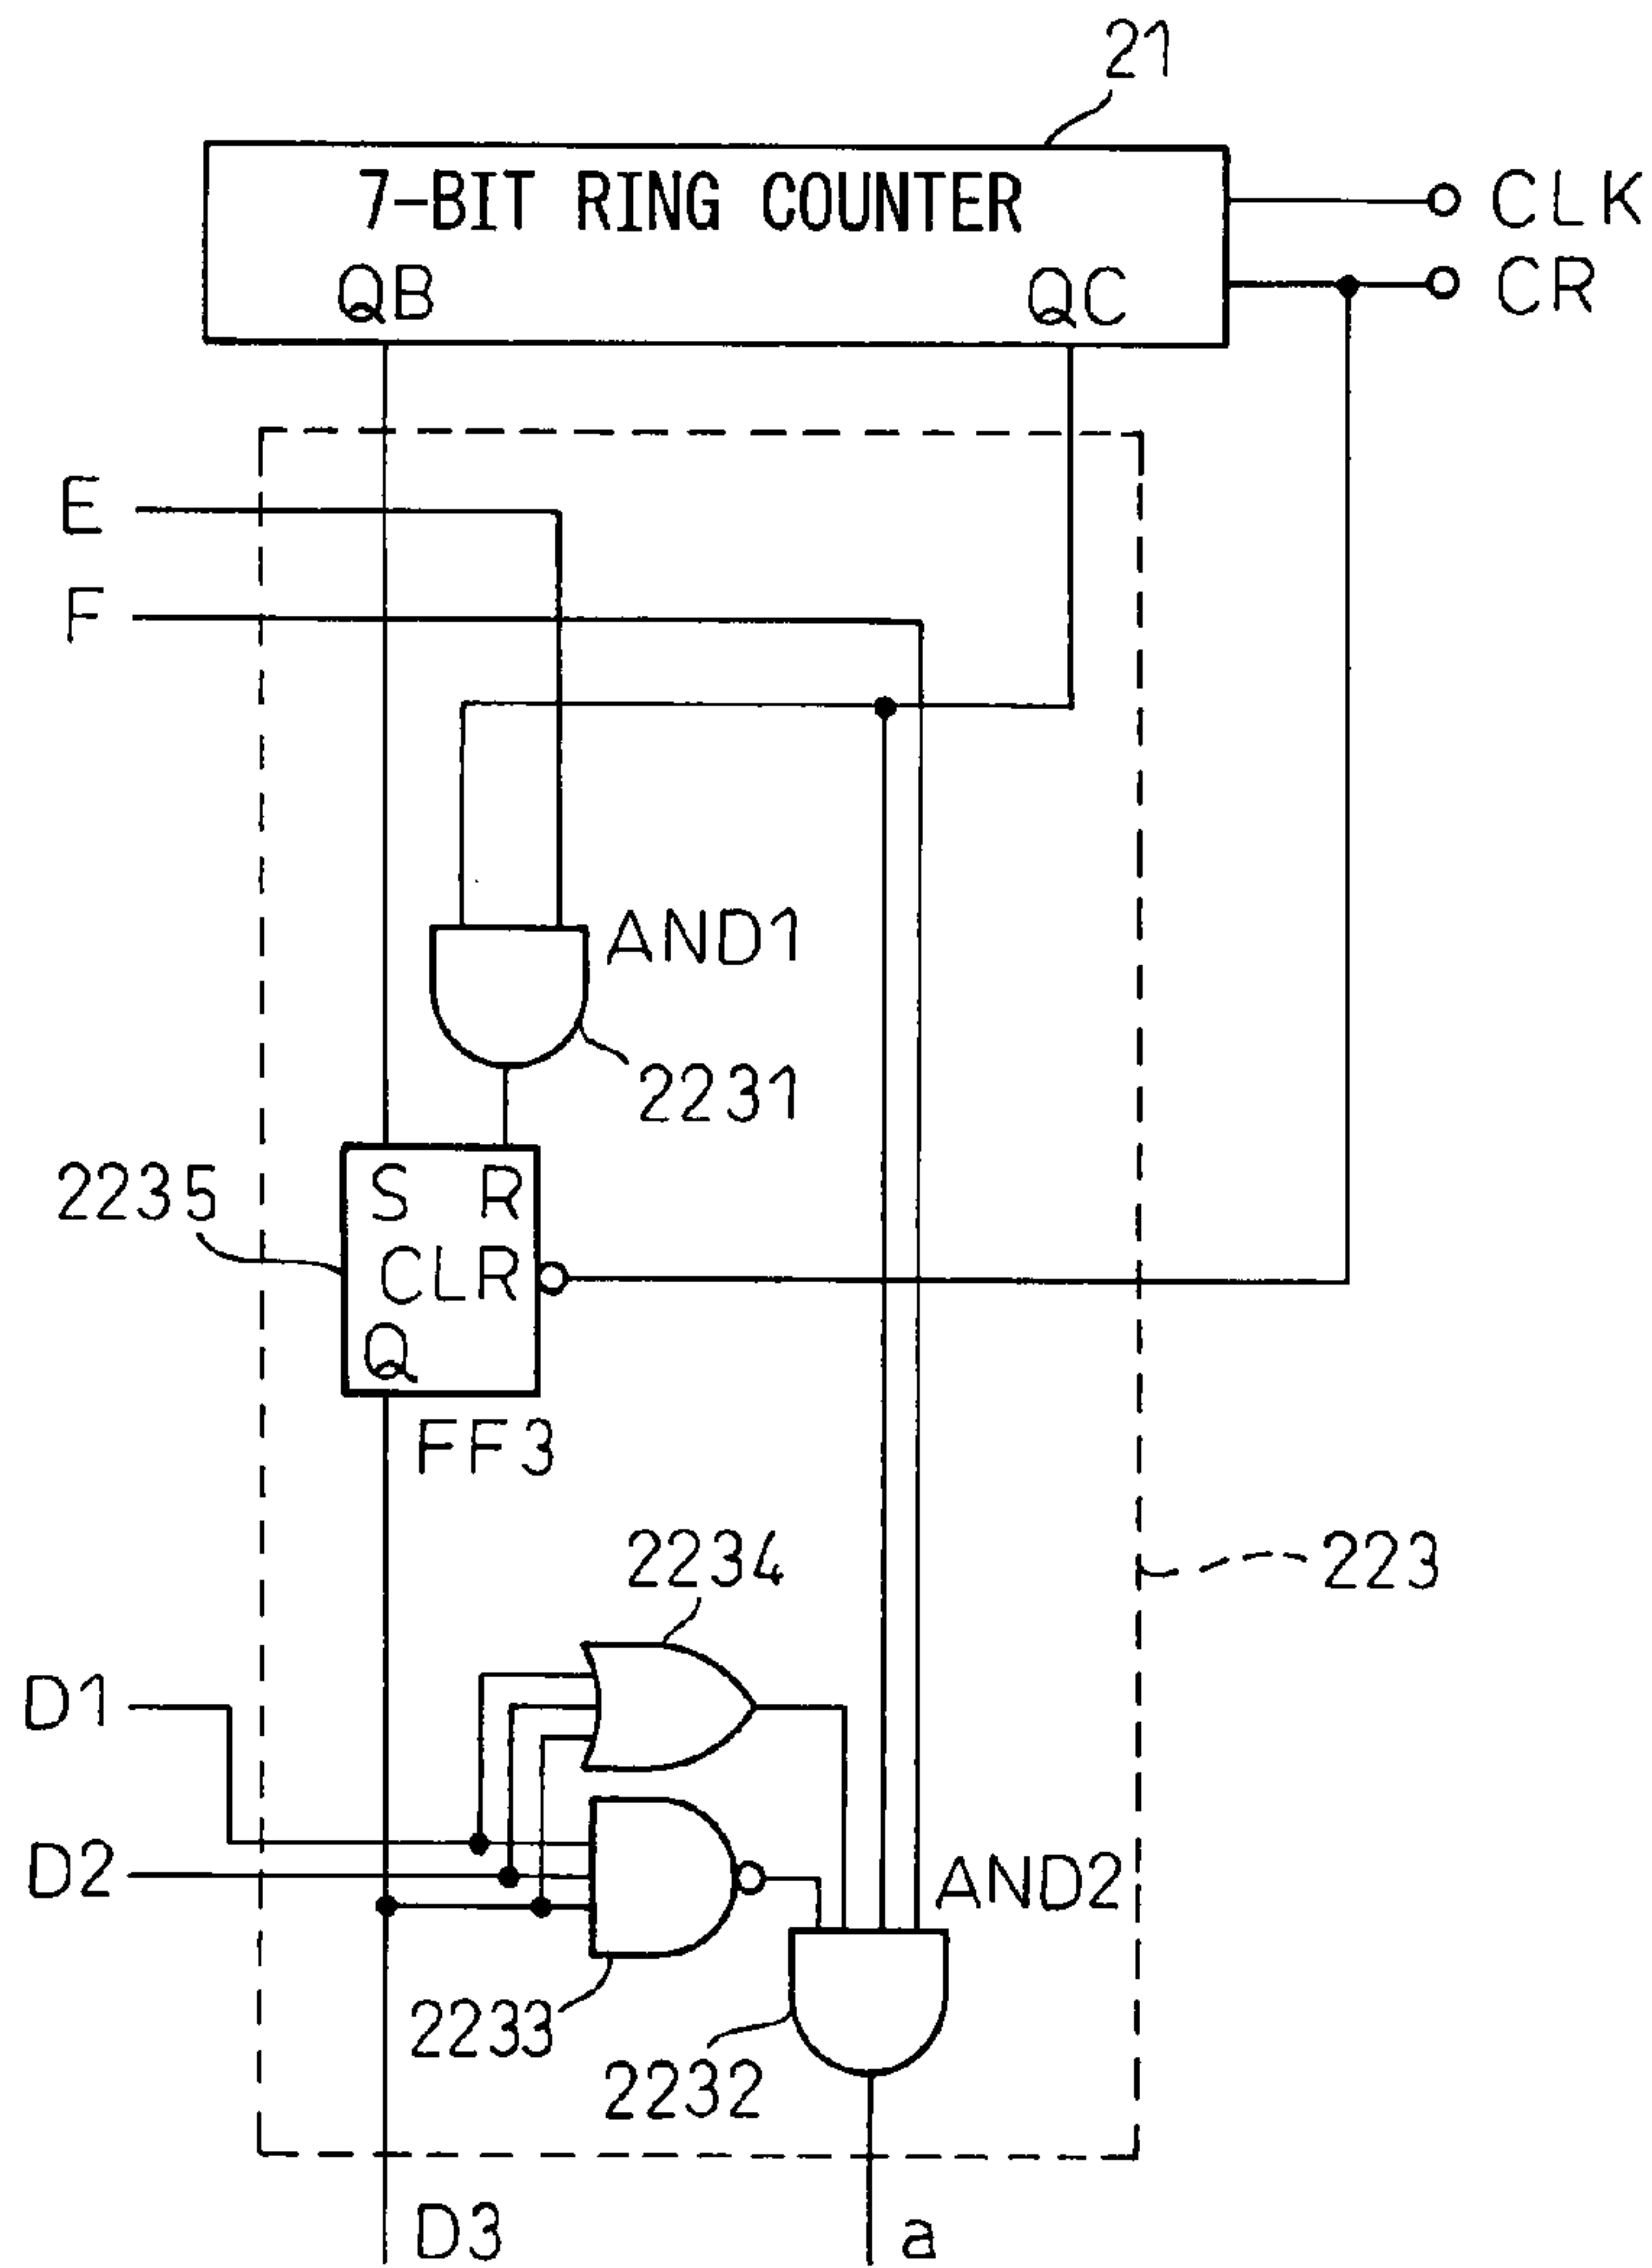 21
7-BIT RING COUNTER
QB
QC
CLK
CR
E
F
AND1
2231
2235
S R
CLR
Q
FF3
2234
223
D1
D2
AND2
2233
2232
D3
a